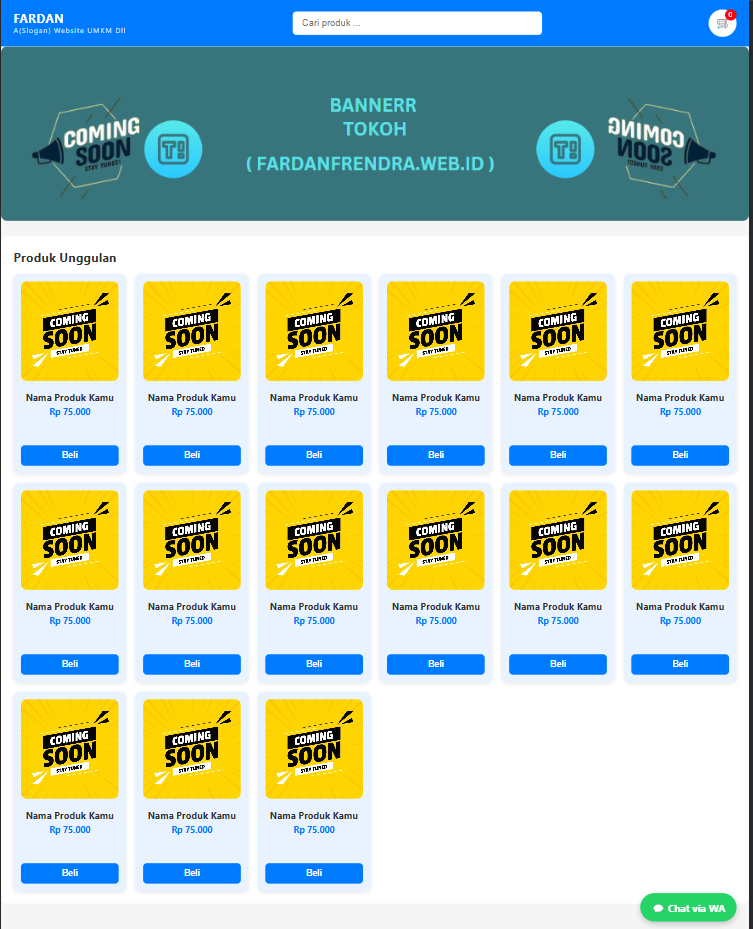 FARDAN
A(Slogan) Website UMKM Dll
Cari produk ...
0
COMING
SOON
STAY TUNED!
BANNERR
TOKOH
( FARDANFRENDRA.WEB.ID )
COMING
SOON
STAY TUNED!
Produk Unggulan
COMING SOON STAY TUNED
COMING SOON STAY TUNED
COMING SOON STAY TUNED
COMING SOON STAY TUNED
COMING SOON STAY TUNED
COMING SOON STAY TUNED
Nama Produk Kamu Nama Produk Kamu Nama Produk Kamu Nama Produk Kamu Nama Produk Kamu Nama Produk Kamu
Rp 75.000 Rp 75.000 Rp 75.000 Rp 75.000 Rp 75.000 Rp 75.000
Beli Beli Beli Beli Beli Beli
COMING SOON STAY TUNED
COMING SOON STAY TUNED
COMING SOON STAY TUNED
COMING SOON STAY TUNED
COMING SOON STAY TUNED
COMING SOON STAY TUNED
Nama Produk Kamu Nama Produk Kamu Nama Produk Kamu Nama Produk Kamu Nama Produk Kamu Nama Produk Kamu
Rp 75.000 Rp 75.000 Rp 75.000 Rp 75.000 Rp 75.000 Rp 75.000
Beli Beli Beli Beli Beli Beli
COMING SOON STAY TUNED
COMING SOON STAY TUNED
COMING SOON STAY TUNED
Nama Produk Kamu Nama Produk Kamu Nama Produk Kamu
Rp 75.000 Rp 75.000 Rp 75.000
Beli Beli Beli
Chat via WA